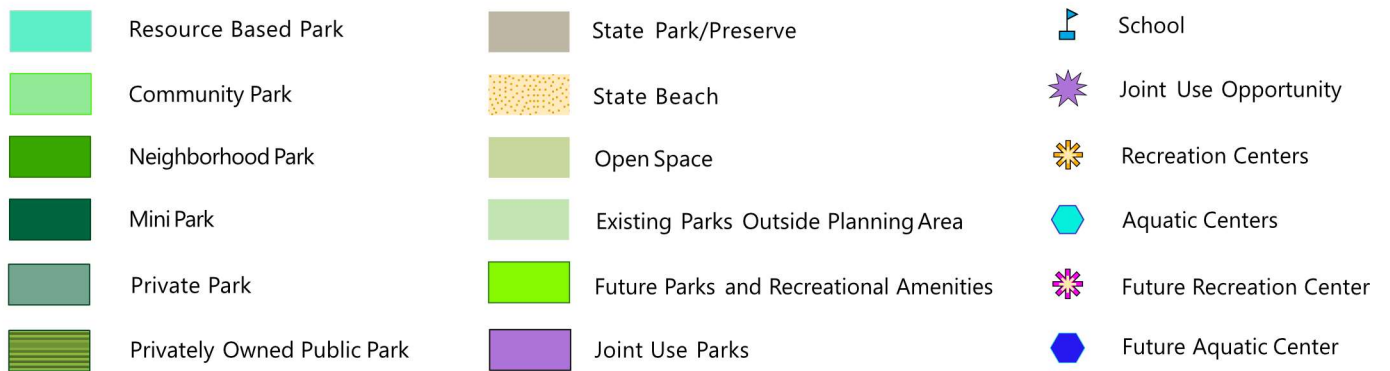 Resource Based Park
Community Park
Neighborhood Park
Mini Park
Private Park
Privately Owned Public Park
State Park/Preserve
State Beach
Open Space
Existing Parks Outside Planning Area
Future Parks and Recreational Amenities
Joint Use Parks
School
Joint Use Opportunity
Recreation Centers
Aquatic Centers
Future Recreation Center
Future Aquatic Center